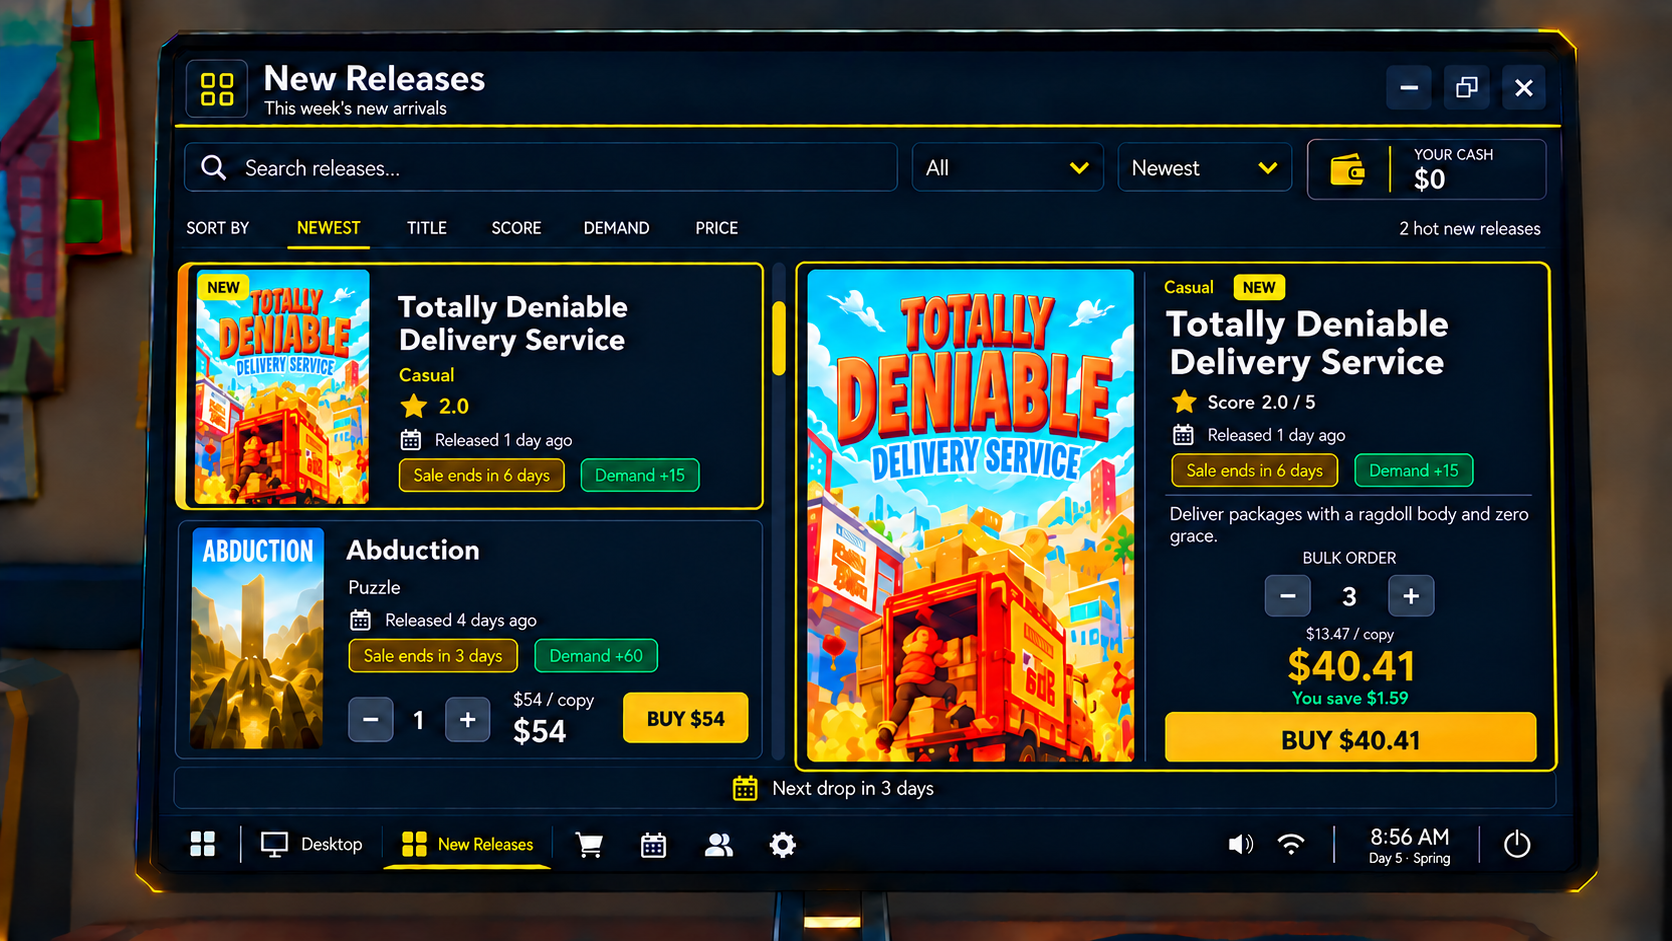 New Releases
This week's new arrivals
Search releases...
All
Newest
YOUR CASH
$0
SORT BY
NEWEST
TITLE
SCORE
DEMAND
PRICE
2 hot new releases
NEW
TOTALLY
DENIABLE
DELIVERY SERVICE
Totally Deniable
Delivery Service
Casual
2.0
Released 1 day ago
Sale ends in 6 days
Demand +15
ABDUCTION
Abduction
Puzzle
Released 4 days ago
Sale ends in 3 days
Demand +60
1
$54 / copy
$54
BUY $54
TOTALLY
DENIABLE
DELIVERY SERVICE
Casual
NEW
Totally Deniable
Delivery Service
Score 2.0 / 5
Released 1 day ago
Sale ends in 6 days
Demand +15
Deliver packages with a ragdoll body and zero
grace.
BULK ORDER
3
$13.47 / copy
$40.41
You save $1.59
BUY $40.41
Next drop in 3 days
Desktop
New Releases
8:56 AM
Day 5 · Spring